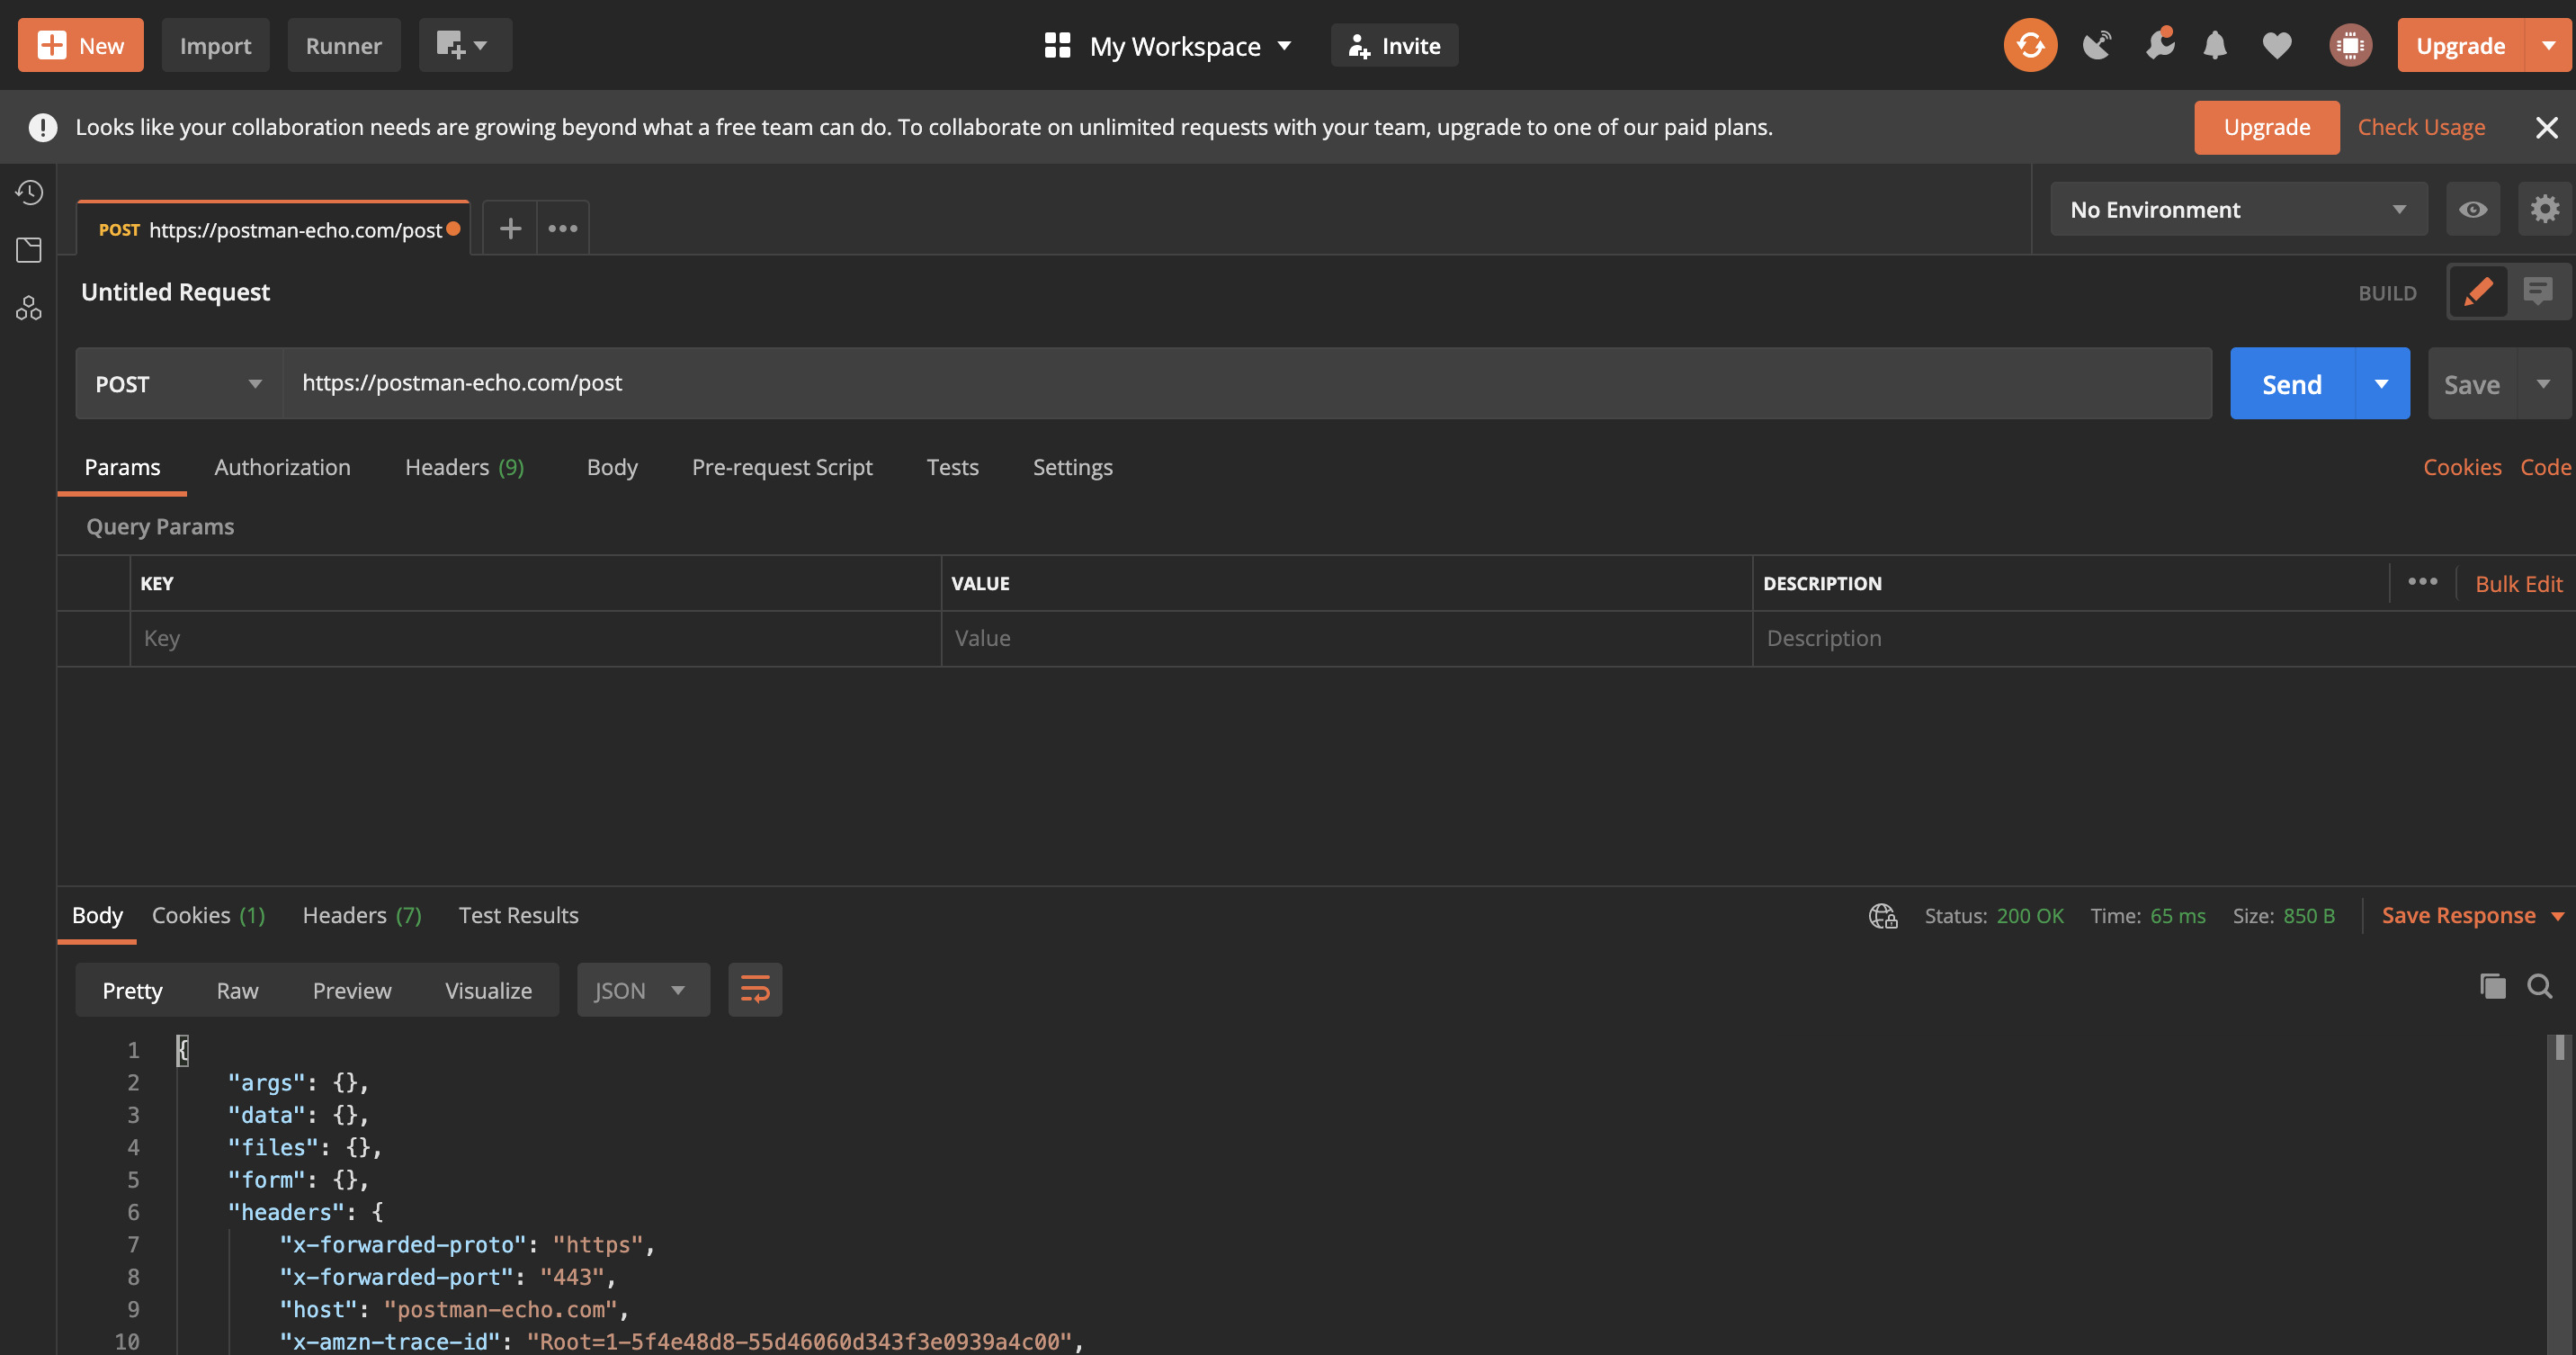 New Import Runner My Workspace Invite Upgrade
Looks like your collaboration needs are growing beyond what a free team can do. To collaborate on unlimited requests with your team, upgrade to one of our paid plans. Upgrade Check Usage
POST https://postman-echo.com/post No Environment
Untitled Request BUILD
POST https://postman-echo.com/post Send Save
Params Authorization Headers (9) Body Pre-request Script Tests Settings Cookies Code
Query Params
KEY VALUE DESCRIPTION Bulk Edit
Key Value Description
Body Cookies (1) Headers (7) Test Results Status: 200 OK Time: 65 ms Size: 850 B Save Response
Pretty Raw Preview Visualize JSON
1 {
2 "args": {},
3 "data": {},
4 "files": {},
5 "form": {},
6 "headers": {
7 "x-forwarded-proto": "https",
8 "x-forwarded-port": "443",
9 "host": "postman-echo.com",
10 "x-amzn-trace-id": "Root=1-5f4e48d8-55d46060d343f3e0939a4c00",